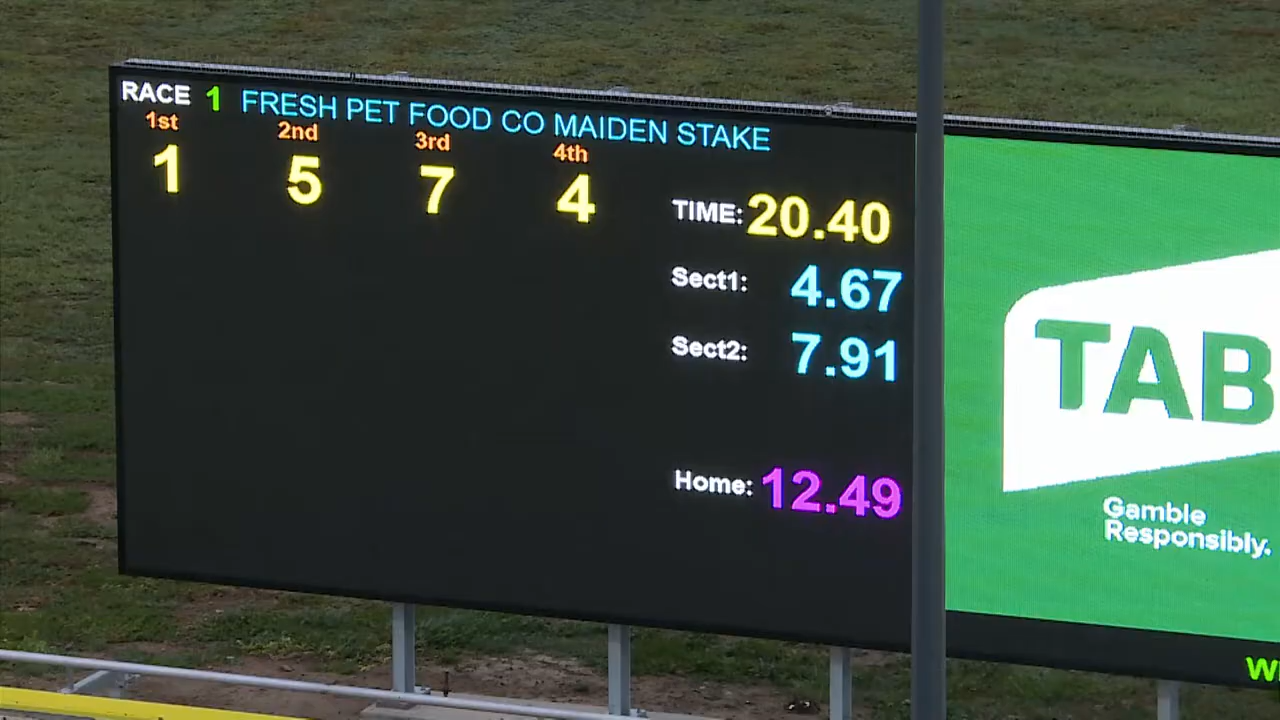 RACE 1 FRESH PET FOOD CO MAIDEN STAKE
1st 2nd 3rd 4th
1 5 7 4
TIME: 20.40
Sect1: 4.67
Sect2: 7.91
Home: 12.49
TAB
Gamble
Responsibly.